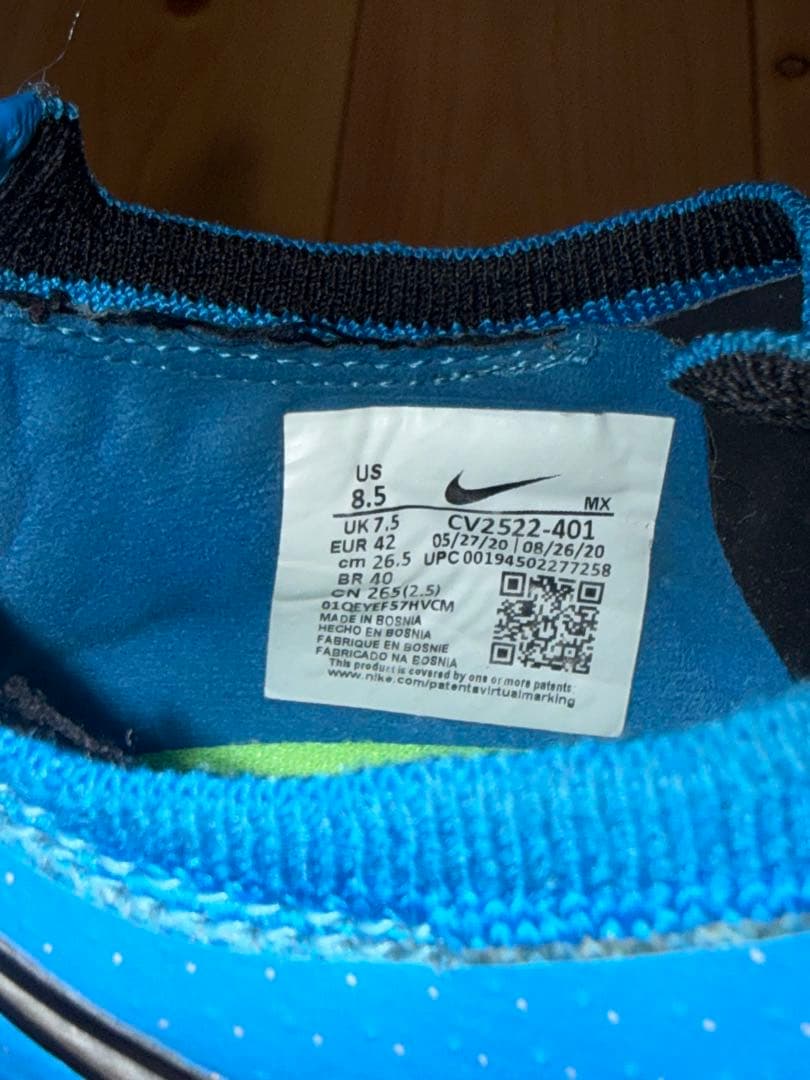 US
8.5
MX
UK 7.5
CV2522-401
EUR 42
05/27/20 | 08/26/20
cm 26.5
UPC 00194502277258
BR 40
CN 265(2.5)
01QEYEF57HVCM
MADE IN BOSNIA
HECHO EN BOSNIA
FABRIQUE EN BOSNIE
FABRICADO NA BOSNIA
This product is covered by one or more patents:
www.nike.com/patentsvirtualmarking